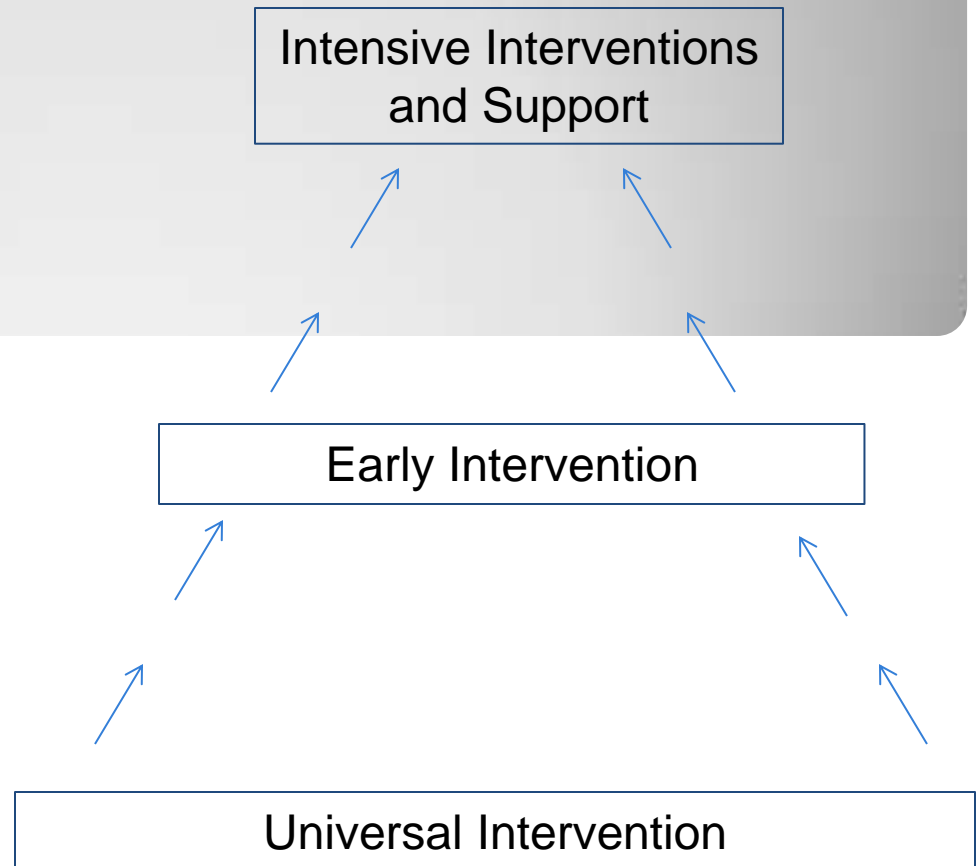 Intensive Interventions
and Support
Early Intervention
Universal Intervention